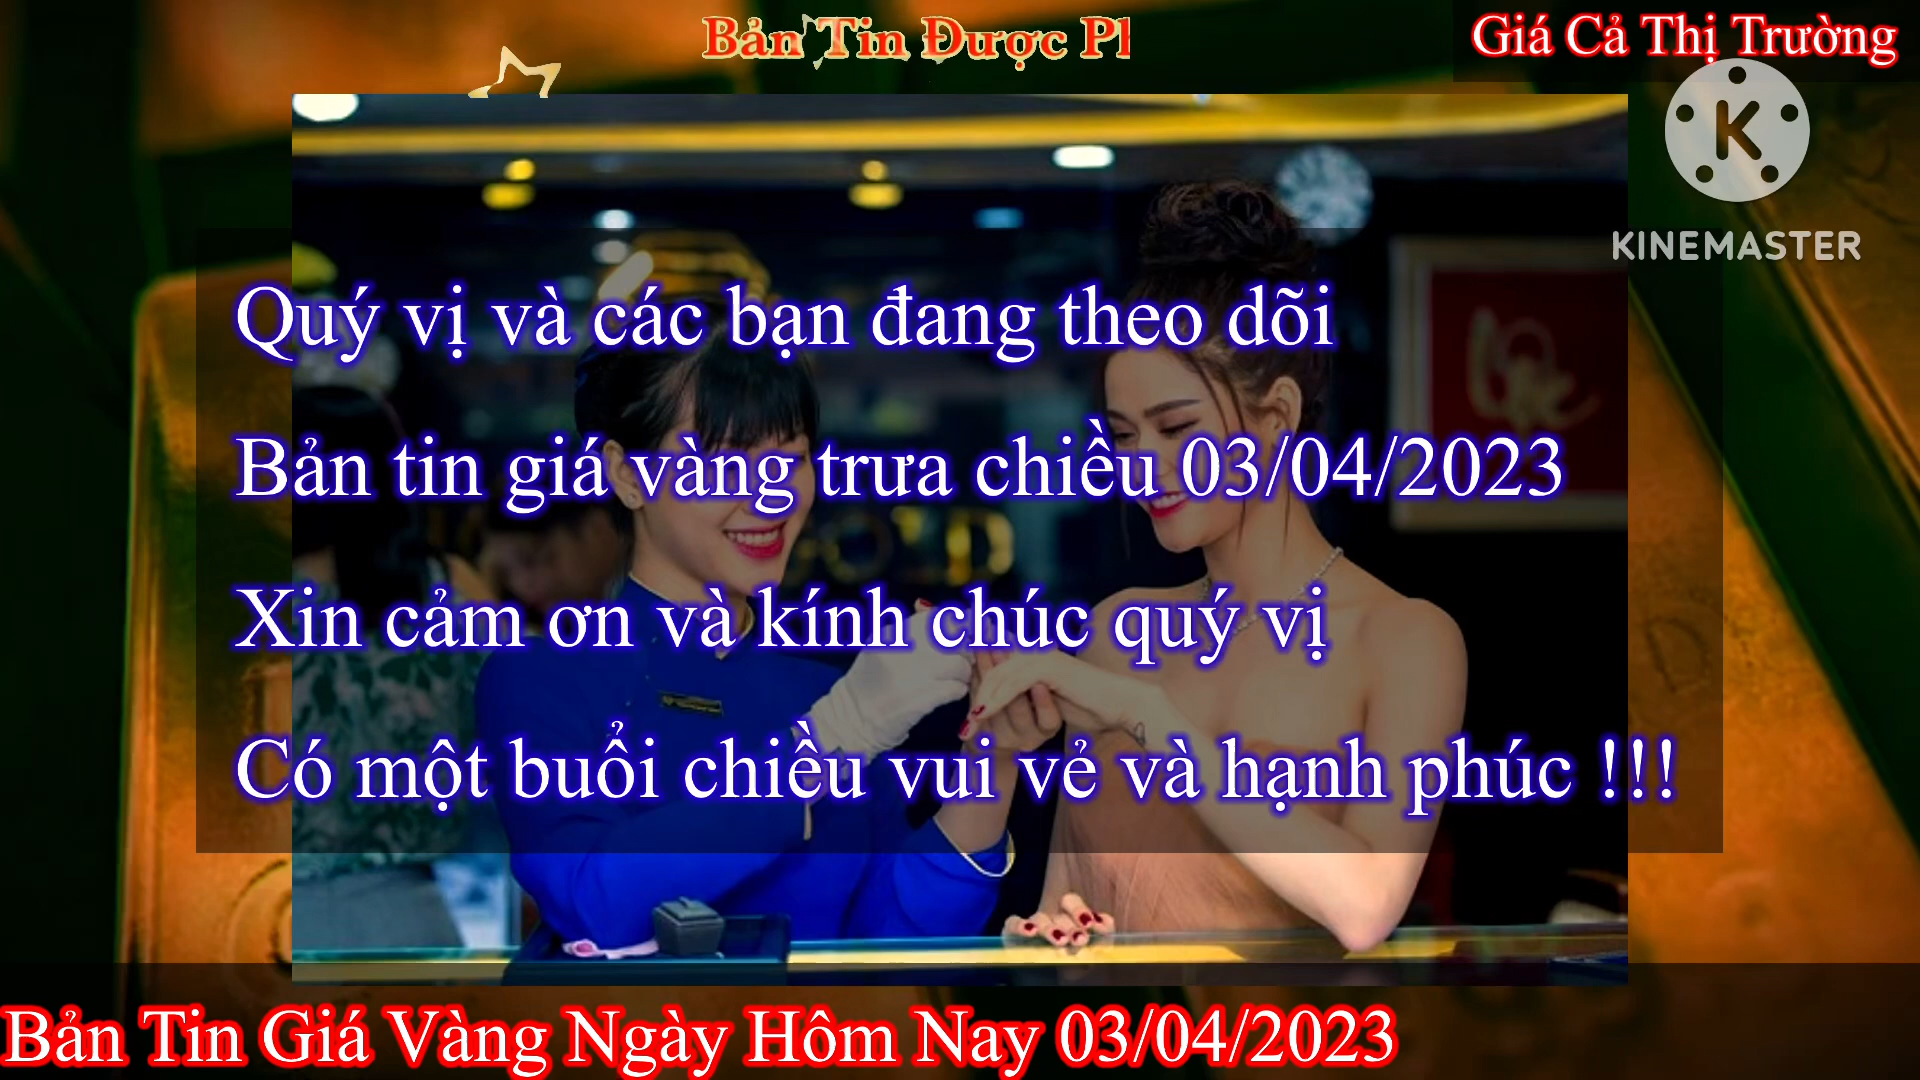 Bản Tin Được
Giá Cả Thị Trường
K
KINEMASTER
Quý vị và các bạn đang theo dõi
Bản tin giá vàng trưa chiều 03/04/2023
Xin cảm ơn và kính chúc quý vị
Có một buổi chiều vui vẻ và hạnh phúc !!!
Bản Tin Giá Vàng Ngày Hôm Nay 03/04/2023